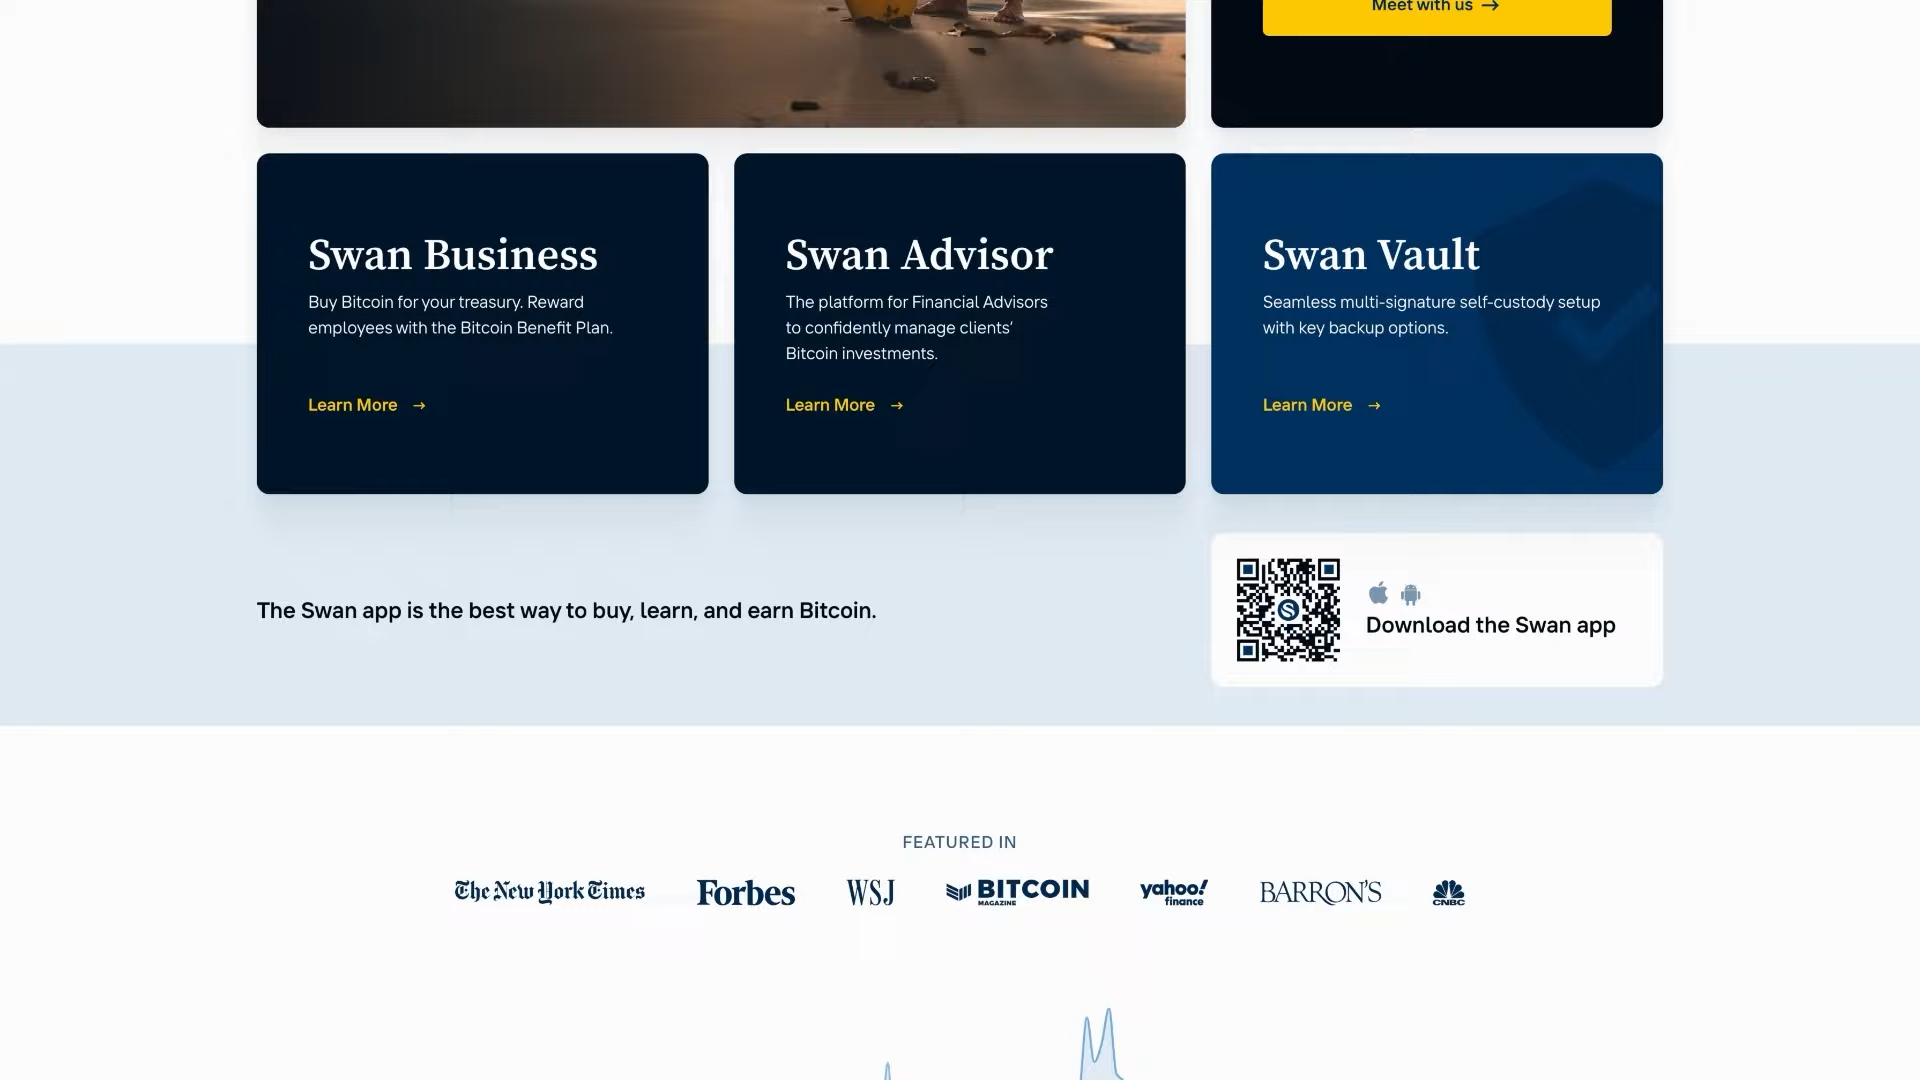 Meet with us →
Swan Business
Buy Bitcoin for your treasury. Reward
employees with the Bitcoin Benefit Plan.
Learn More →
Swan Advisor
The platform for Financial Advisors
to confidently manage clients’
Bitcoin investments.
Learn More →
Swan Vault
Seamless multi-signature self-custody setup
with key backup options.
Learn More →
The Swan app is the best way to buy, learn, and earn Bitcoin.
Download the Swan app
FEATURED IN
The New York Times
Forbes
WSJ
BITCOIN
MAGAZINE
yahoo!
finance
BARRON'S
CNBC